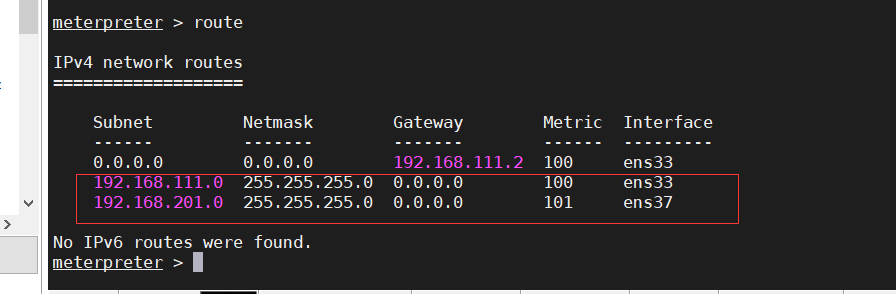 meterpreter > route
IPv4 network routes
===================
Subnet Netmask Gateway Metric Interface
------ ------- ------- ------ ---------
0.0.0.0 0.0.0.0 192.168.111.2 100 ens33
192.168.111.0 255.255.255.0 0.0.0.0 100 ens33
192.168.201.0 255.255.255.0 0.0.0.0 101 ens37
No IPv6 routes were found.
meterpreter >